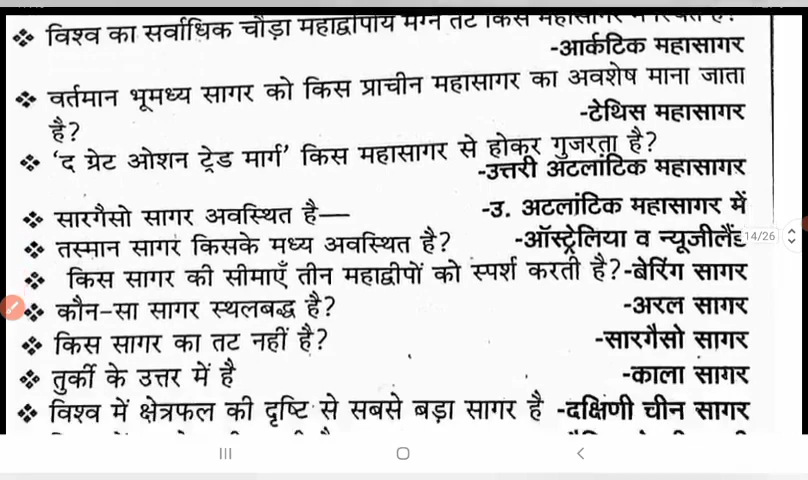 ❖ विश्व का सर्वाधिक चौड़ा महाद्वीपीय मग्न तट किस महासागर में स्थित है?
-आर्कटिक महासागर
❖ वर्तमान भूमध्य सागर को किस प्राचीन महासागर का अवशेष माना जाता
है?
-टेथिस महासागर
❖ ‘द ग्रेट ओशन ट्रेड मार्ग’ किस महासागर से होकर गुजरता है?
-उत्तरी अटलांटिक महासागर
❖ सारगैसो सागर अवस्थित है— -उ. अटलांटिक महासागर में
❖ तस्मान सागर किसके मध्य अवस्थित है? -ऑस्ट्रेलिया व न्यूजीलैंड
14/26
❖ किस सागर की सीमाएँ तीन महाद्वीपों को स्पर्श करती है?-बेरिंग सागर
❖ कौन-सा सागर स्थलबद्ध है? -अरल सागर
❖ किस सागर का तट नहीं है? -सारगैसो सागर
❖ तुर्की के उत्तर में है -काला सागर
❖ विश्व में क्षेत्रफल की दृष्टि से सबसे बड़ा सागर है -दक्षिणी चीन सागर